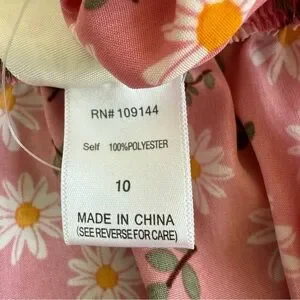 RN# 109144
Self 100%POLYESTER
10
MADE IN CHINA
(SEE REVERSE FOR CARE)